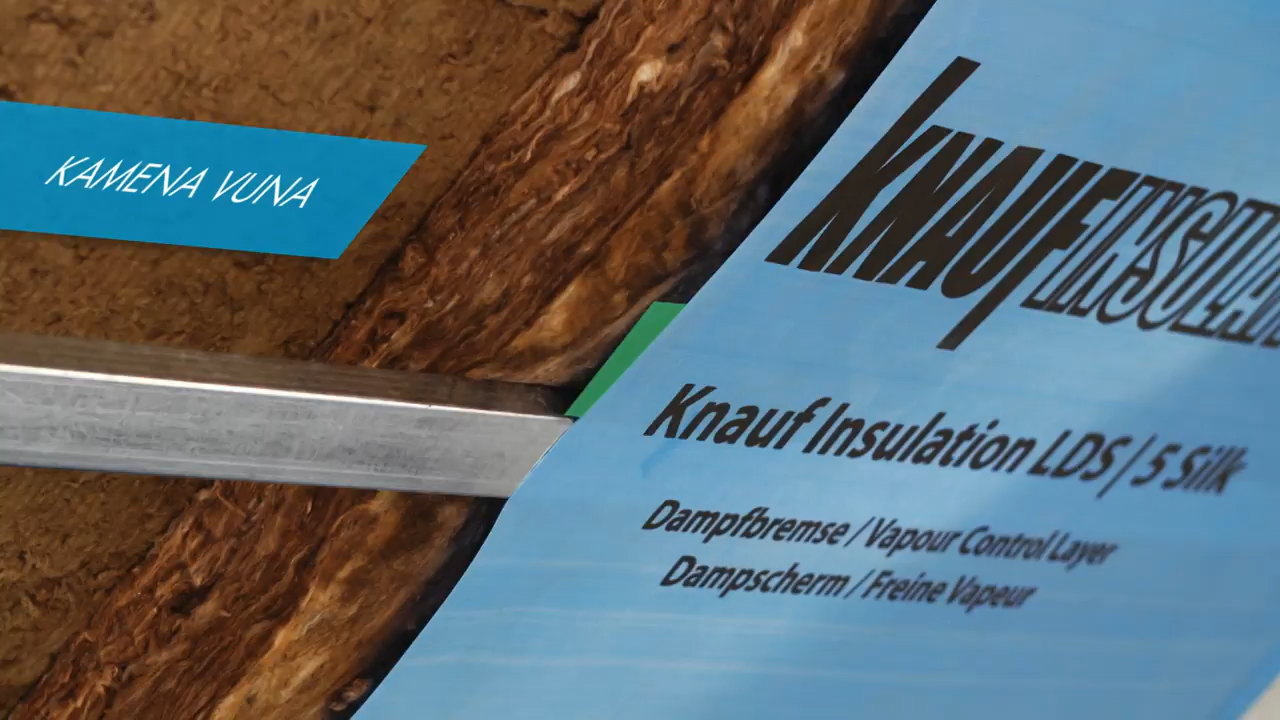 KAMENA VUNA
KNAUF
Knauf Insulation LDS | 5 Silk
Dampfbremse / Vapour Control Layer
Dampscherm / Freine Vapeur